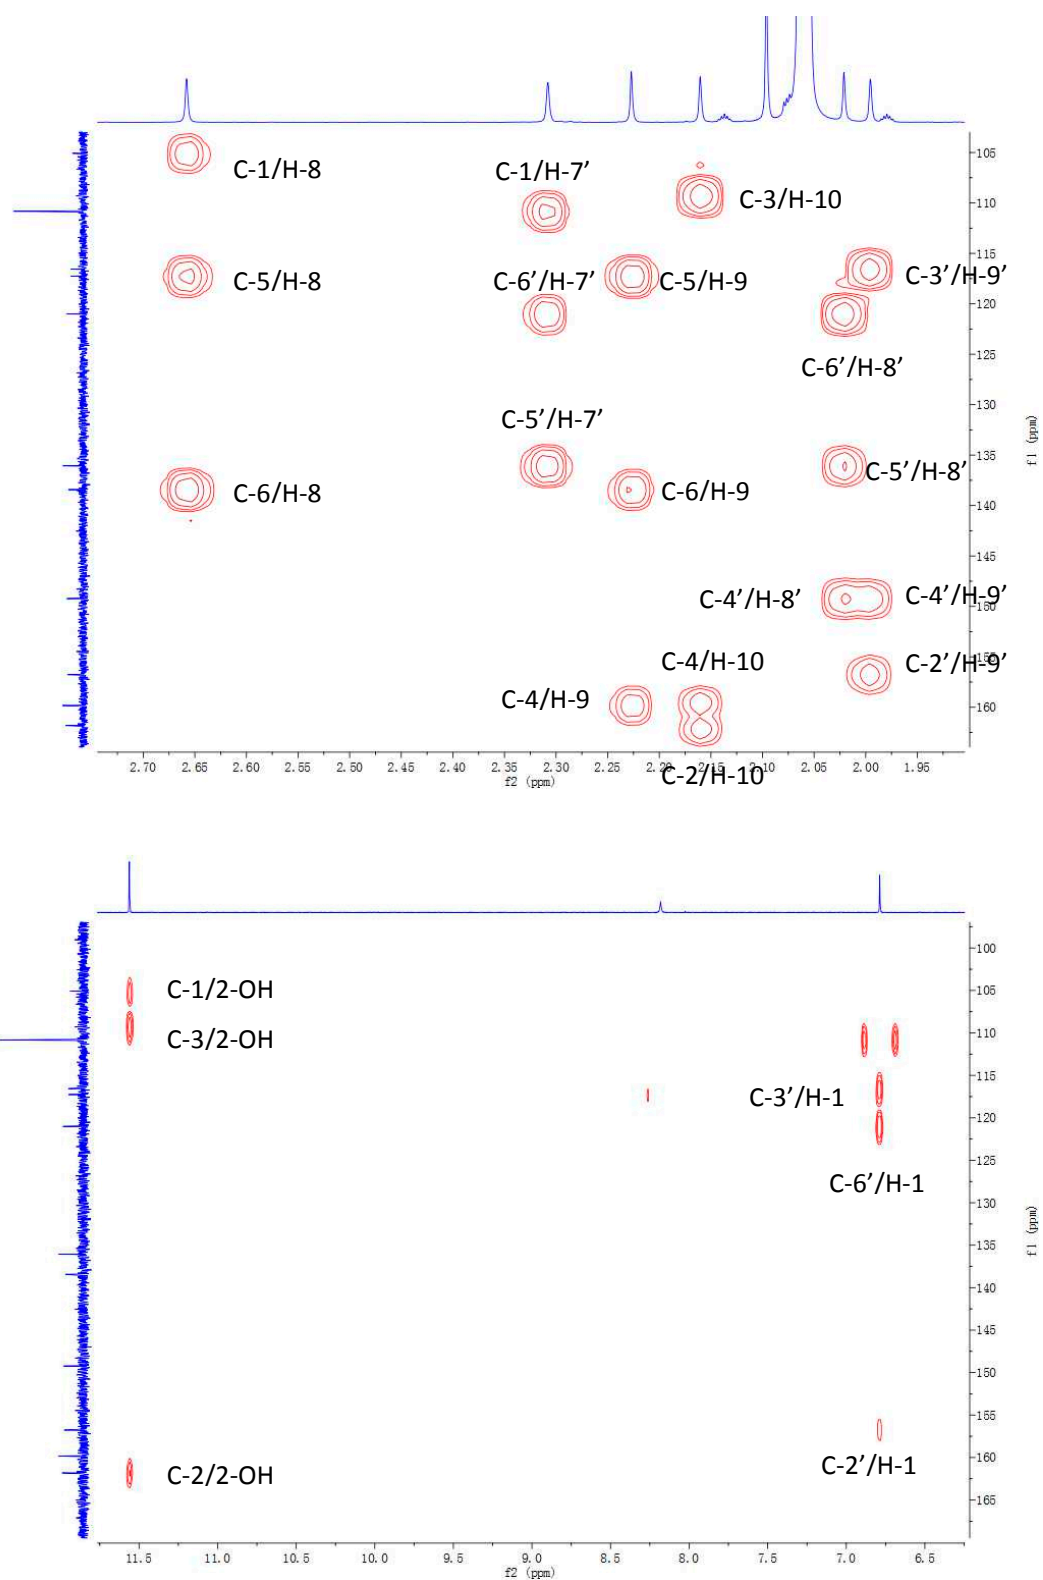 C-1/H-8
C-1/H-7’
C-3/H-10
C-5/H-8
C-6’/H-7’
C-5/H-9
C-3’/H-9’
C-6’/H-8’
C-5’/H-7’
C-6/H-8
C-6/H-9
C-5’/H-8’
C-4’/H-8’
C-4’/H-9’
C-4/H-10
C-2’/H-9’
C-4/H-9
C-2/H-10
105
110
115
120
125
130
135
140
145
150
155
160
f1 (ppm)
2.70 2.65 2.60 2.55 2.50 2.45 2.40 2.35 2.30 2.25 2.20 2.15 2.10 2.05 2.00 1.95
f2 (ppm)
C-1/2-OH
C-3/2-OH
C-3’/H-1
C-6’/H-1
C-2/2-OH
C-2’/H-1
100
105
110
115
120
125
130
135
140
145
150
155
160
165
f1 (ppm)
11.5 11.0 10.5 10.0 9.5 9.0 8.5 8.0 7.5 7.0 6.5
f2 (ppm)